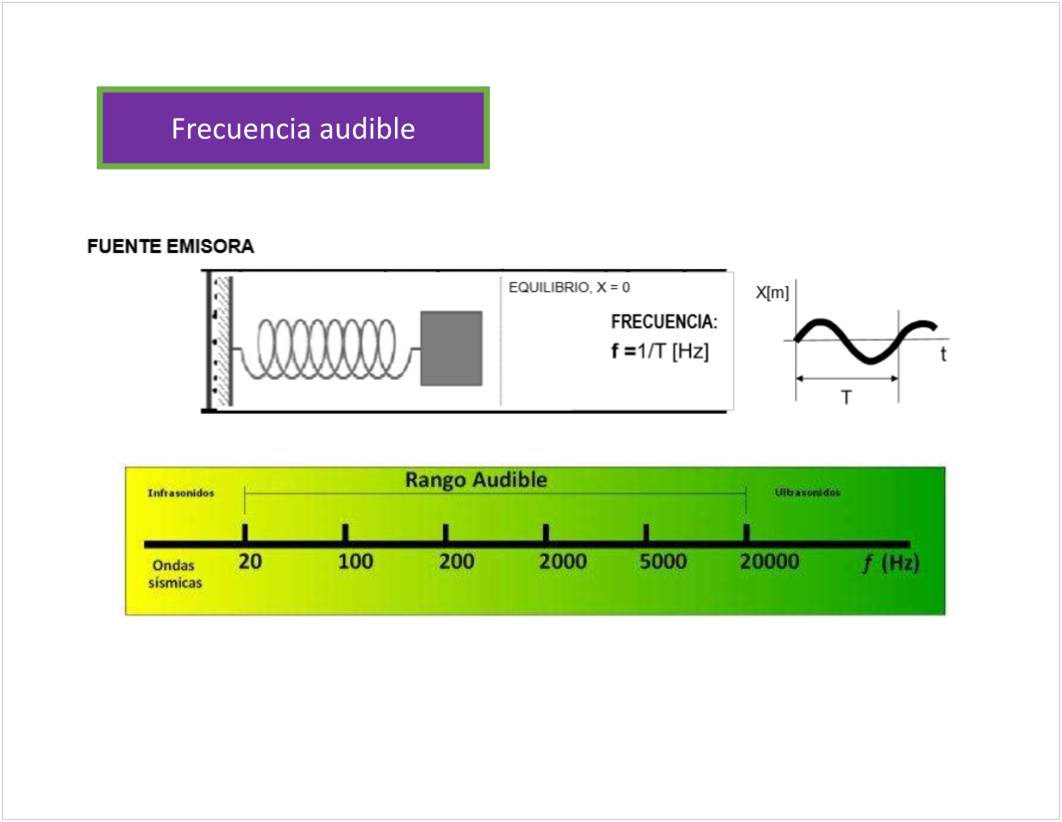 Frecuencia audible
FUENTE EMISORA
EQUILIBRIO, X = 0
FRECUENCIA:
f =1/T [Hz]
X[m]
t
T
Rango Audible
Infrasonidos
Ultrasonidos
20 100 200 2000 5000 20000 f (Hz)
Ondas
sísmicas